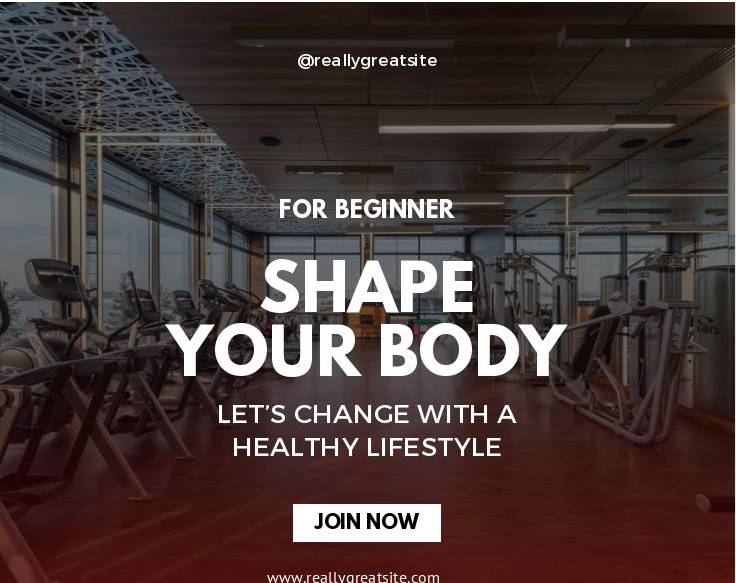 @reallygreatsite
FOR BEGINNER
SHAPE
YOUR BODY
LET'S CHANGE WITH A
HEALTHY LIFESTYLE
JOIN NOW
www.reallygreatsite.com